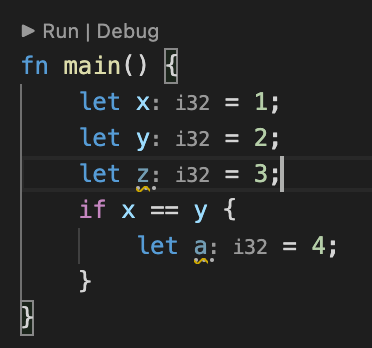 ▶ Run | Debug
fn main() {
    let x: i32 = 1;
    let y: i32 = 2;
    let z: i32 = 3;
    if x == y {
        let a: i32 = 4;
    }
}